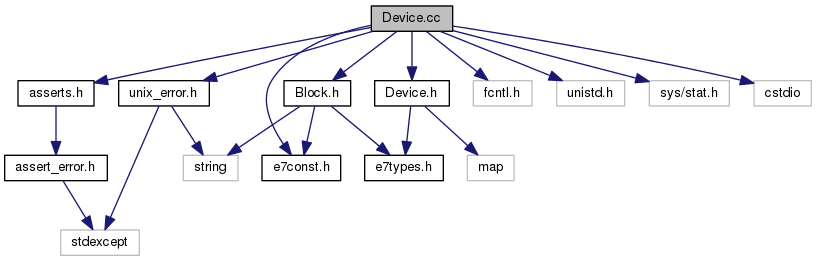 Device.cc
asserts.h
unix_error.h
Block.h
Device.h
fcntl.h
unistd.h
sys/stat.h
cstdio
assert_error.h
string
e7const.h
e7types.h
map
stdexcept